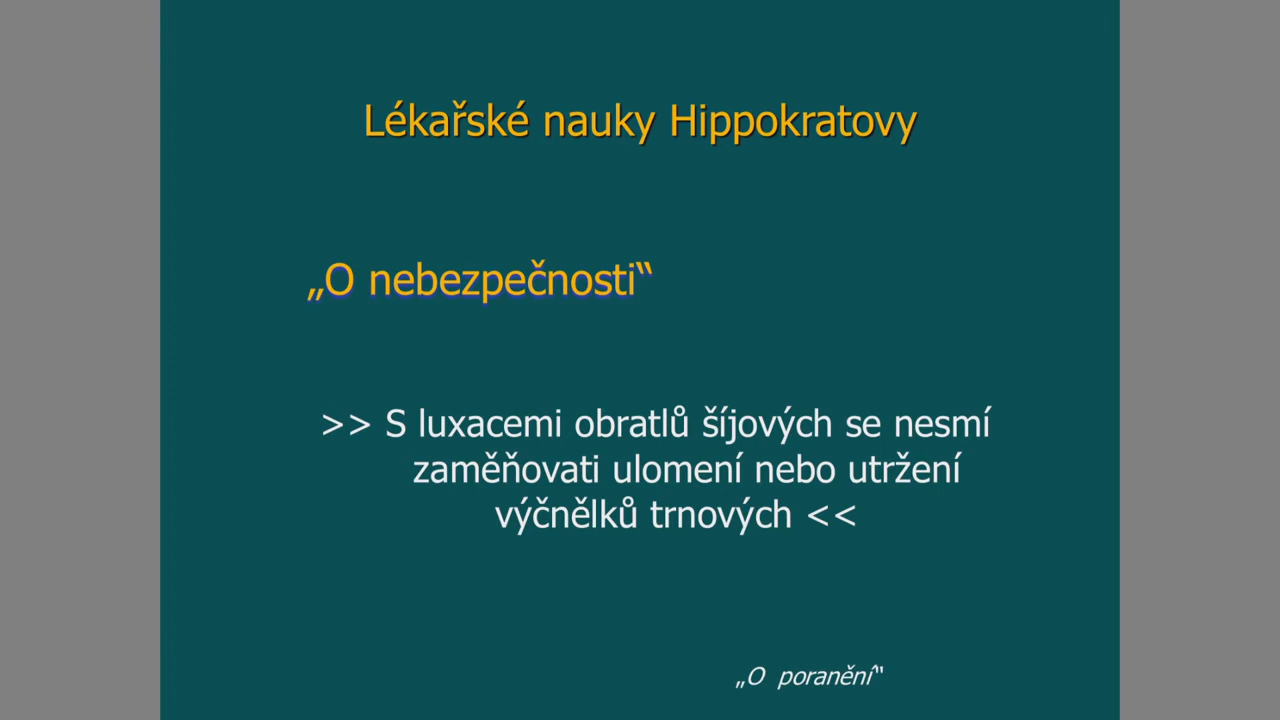 Lékařské nauky Hippokratovy
„O nebezpečnosti“
>> S luxacemi obratlů šíjových se nesmí
zaměňovati ulomení nebo utržení
výčnělků trnových <<
„O poranění“